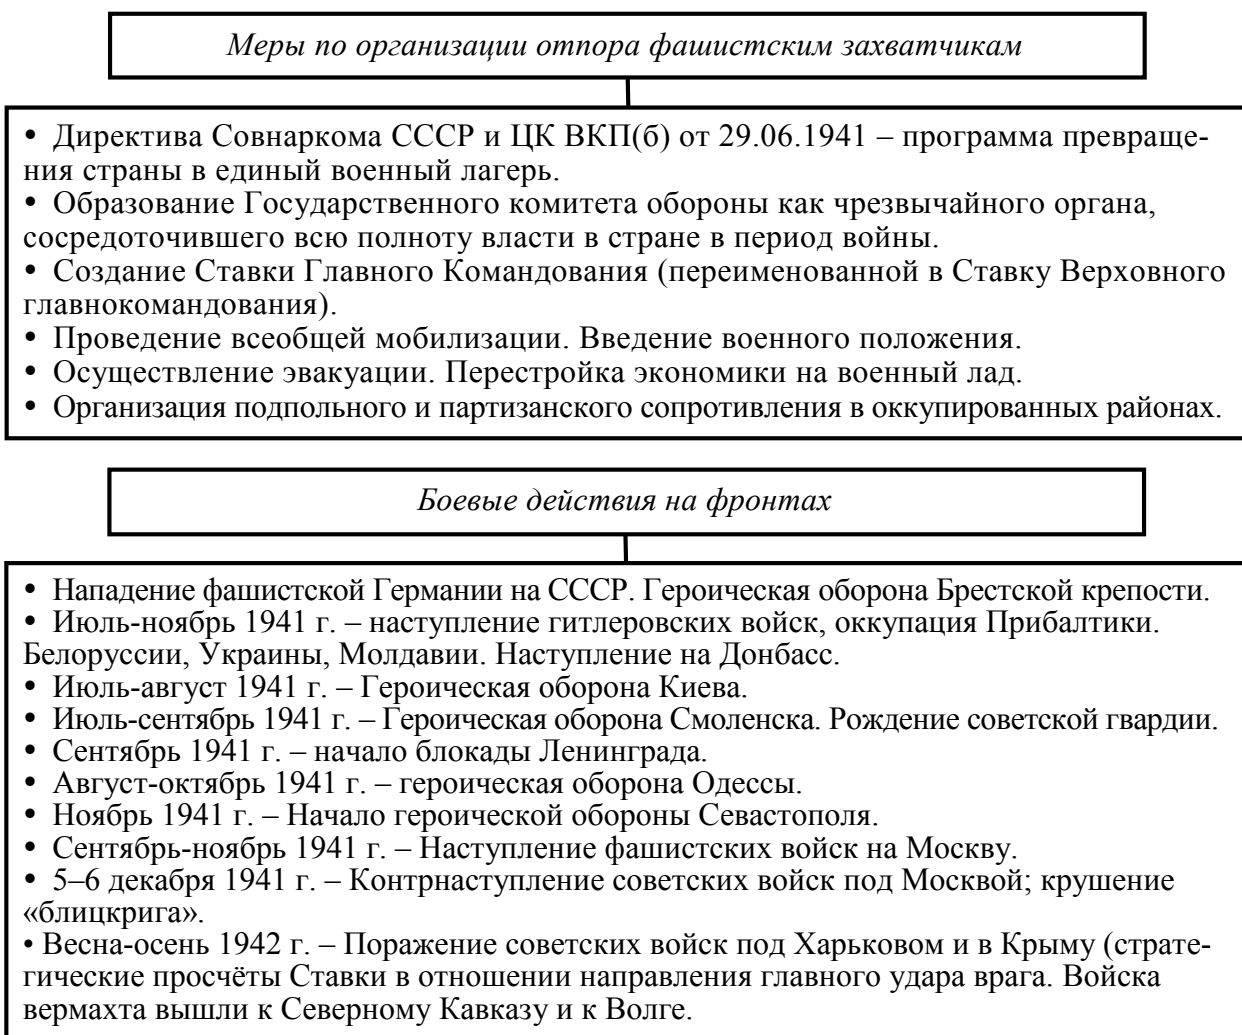 Меры по организации отпора фашистским захватчикам
• Директива Совнаркома СССР и ЦК ВКП(б) от 29.06.1941 – программа превраще-
ния страны в единый военный лагерь.
• Образование Государственного комитета обороны как чрезвычайного органа,
сосредоточившего всю полноту власти в стране в период войны.
• Создание Ставки Главного Командования (переименованной в Ставку Верховного
главнокомандования).
• Проведение всеобщей мобилизации. Введение военного положения.
• Осуществление эвакуации. Перестройка экономики на военный лад.
• Организация подпольного и партизанского сопротивления в оккупированных районах.
Боевые действия на фронтах
• Нападение фашистской Германии на СССР. Героическая оборона Брестской крепости.
• Июль-ноябрь 1941 г. – наступление гитлеровских войск, оккупация Прибалтики.
Белоруссии, Украины, Молдавии. Наступление на Донбасс.
• Июль-август 1941 г. – Героическая оборона Киева.
• Июль-сентябрь 1941 г. – Героическая оборона Смоленска. Рождение советской гвардии.
• Сентябрь 1941 г. – начало блокады Ленинграда.
• Август-октябрь 1941 г. – героическая оборона Одессы.
• Ноябрь 1941 г. – Начало героической обороны Севастополя.
• Сентябрь-ноябрь 1941 г. – Наступление фашистских войск на Москву.
• 5–6 декабря 1941 г. – Контрнаступление советских войск под Москвой; крушение
«блицкрига».
• Весна-осень 1942 г. – Поражение советских войск под Харьковом и в Крыму (страте-
гические просчёты Ставки в отношении направления главного удара врага. Войска
вермахта вышли к Северному Кавказу и к Волге.